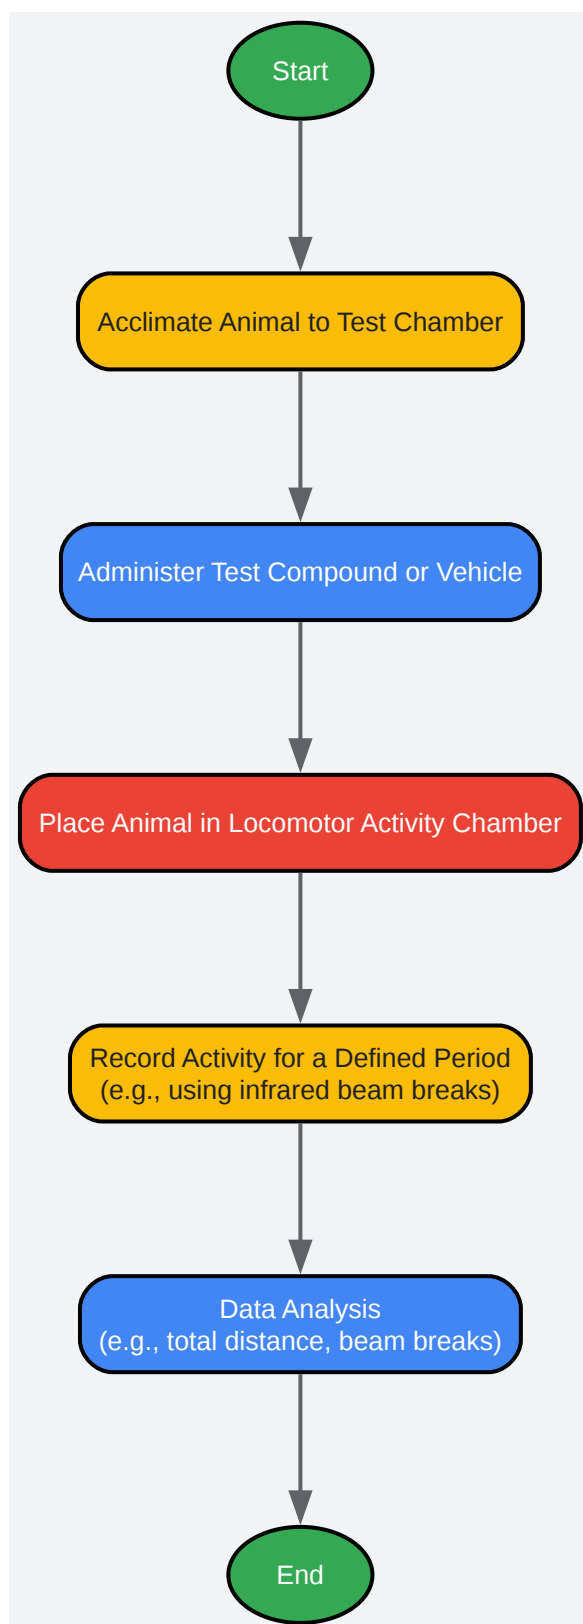 Start
Acclimate Animal to Test Chamber
Administer Test Compound or Vehicle
Place Animal in Locomotor Activity Chamber
Record Activity for a Defined Period
(e.g., using infrared beam breaks)
Data Analysis
(e.g., total distance, beam breaks)
End